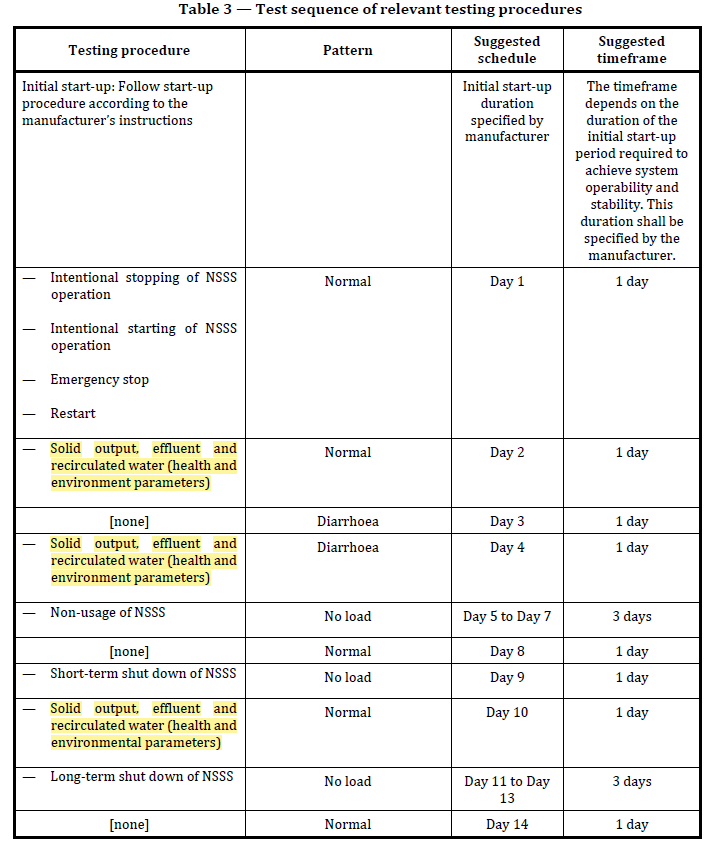 Table 3 — Test sequence of relevant testing procedures
Testing procedure
Pattern
Suggested
schedule
Suggested
timeframe
Initial start-up: Follow start-up
procedure according to the
manufacturer's instructions
Initial start-up
duration
specified by
manufacturer
The timeframe
depends on the
duration of the
initial start-up
period required to
achieve system
operability and
stability. This
duration shall be
specified by the
manufacturer.
— Intentional stopping of NSSS
operation
— Intentional starting of NSSS
operation
— Emergency stop
— Restart
Normal
Day 1
1 day
— Solid output, effluent and
recirculated water (health and
environment parameters)
Normal
Day 2
1 day
[none]
Diarrhoea
Day 3
1 day
— Solid output, effluent and
recirculated water (health and
environment parameters)
Diarrhoea
Day 4
1 day
— Non-usage of NSSS
No load
Day 5 to Day 7
3 days
[none]
Normal
Day 8
1 day
— Short-term shut down of NSSS
No load
Day 9
1 day
— Solid output, effluent and
recirculated water (health and
environmental parameters)
Normal
Day 10
1 day
— Long-term shut down of NSSS
No load
Day 11 to Day
13
3 days
[none]
Normal
Day 14
1 day